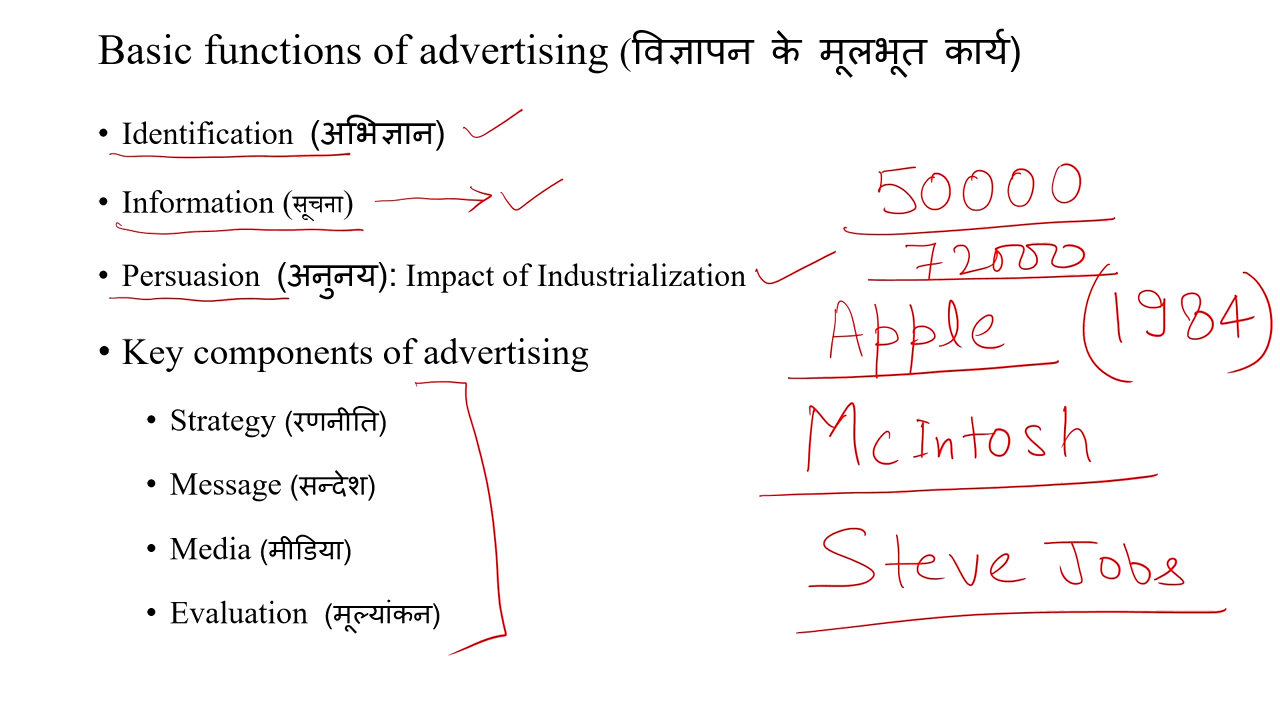 Basic functions of advertising (विज्ञापन के मूलभूत कार्य)
• Identification (अभिज्ञान)
• Information (सूचना)
• Persuasion (अनुनय): Impact of Industrialization
• Key components of advertising
• Strategy (रणनीति)
• Message (सन्देश)
• Media (मीडिया)
• Evaluation (मूल्यांकन)
50000
72000
Apple (1984)
McIntosh
Steve Jobs